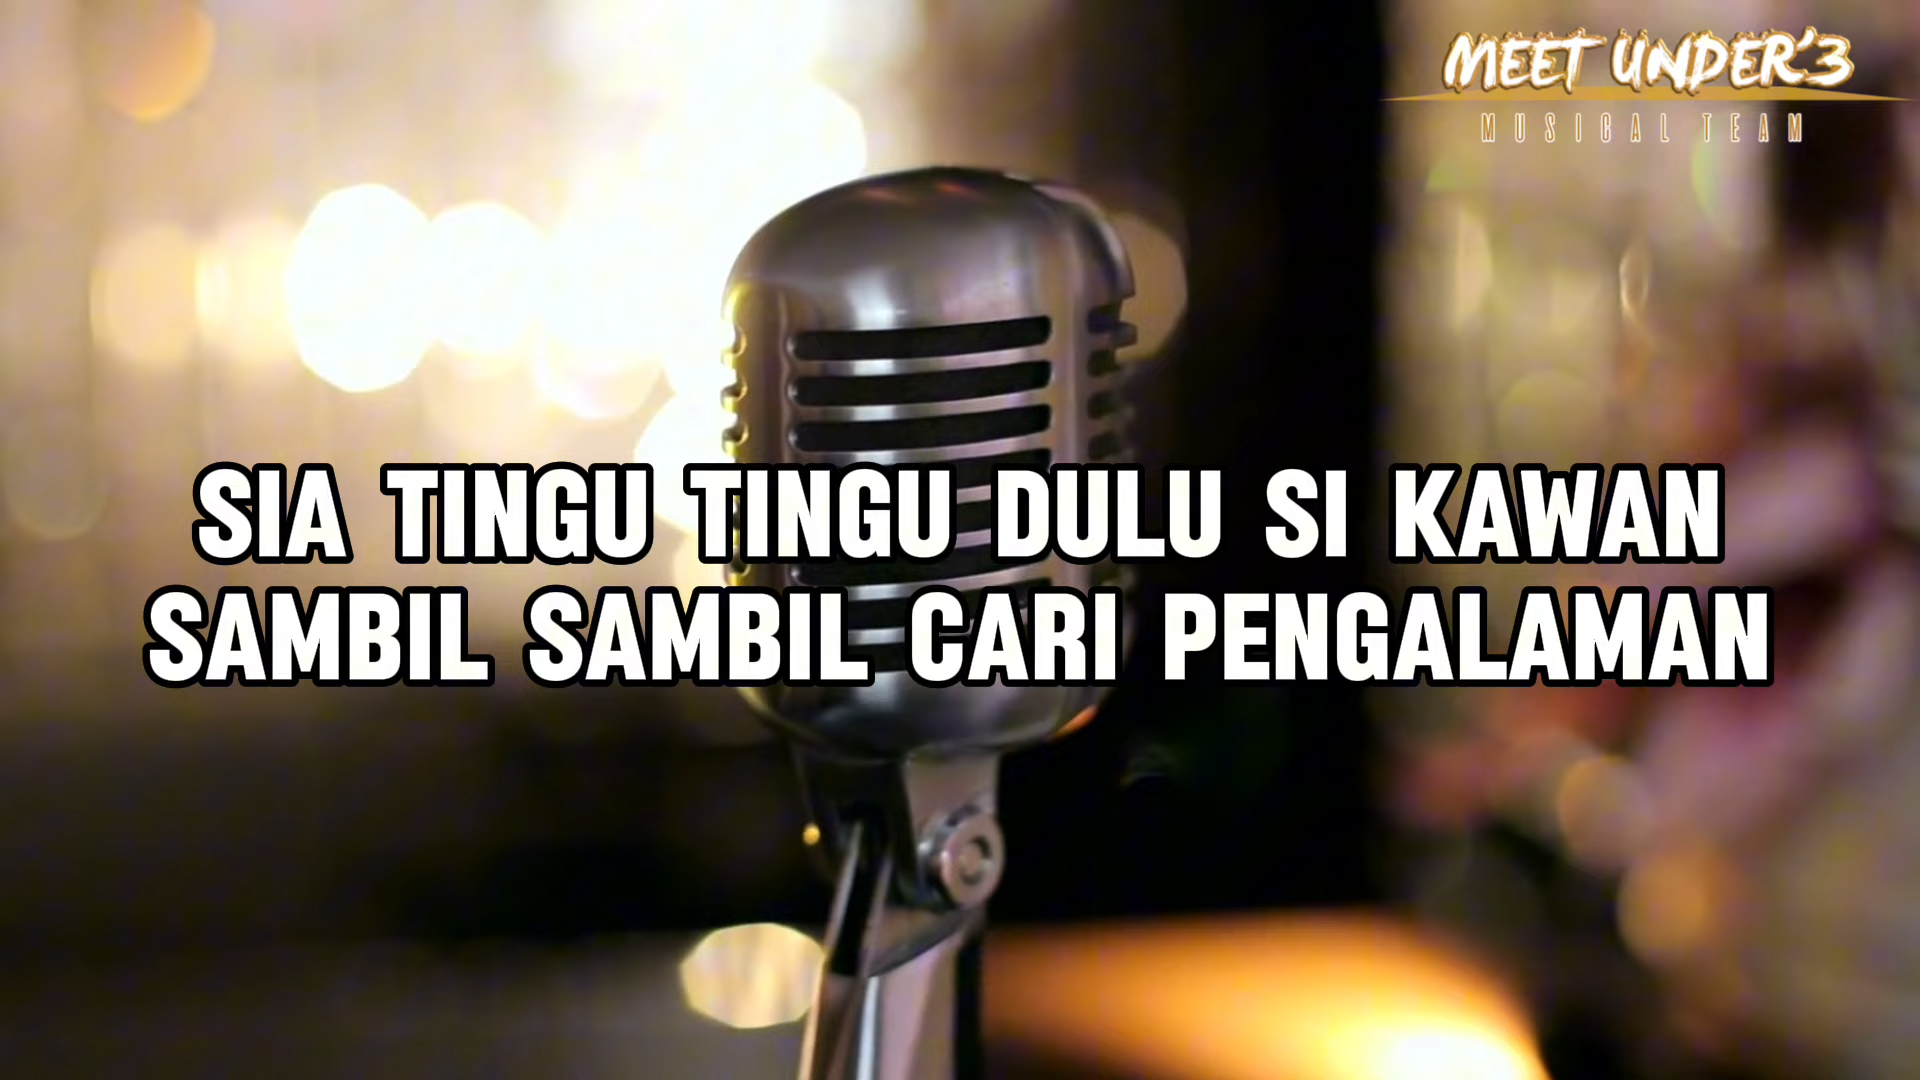 MEET UNDER'3
MUSICAL TEAM
SIA TINGU TINGU DULU SI KAWAN
SAMBIL SAMBIL CARI PENGALAMAN